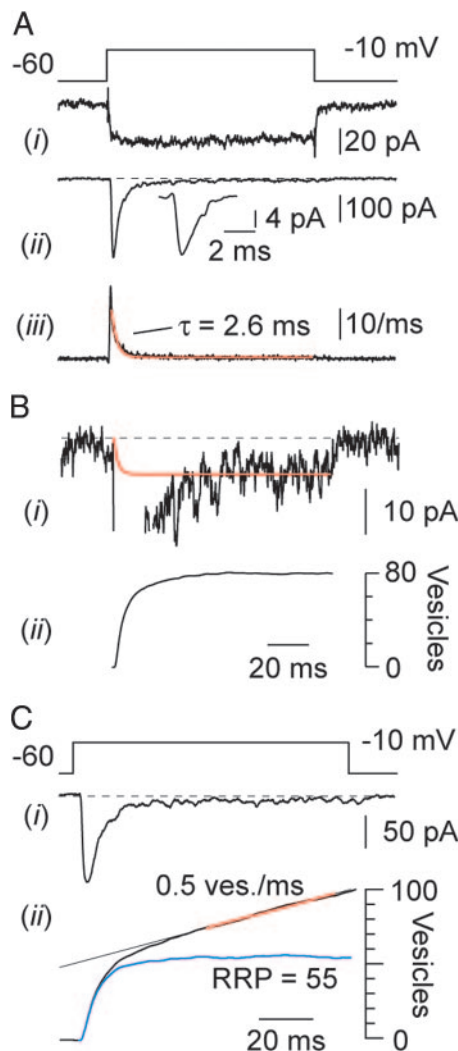 A
-60
-10 mV
(i)
20 pA
(ii)
100 pA
4 pA
2 ms
(iii)
τ = 2.6 ms
10/ms
B
(i)
10 pA
(ii)
80
Vesicles
0
20 ms
C
-60
-10 mV
(i)
50 pA
(ii)
0.5 ves./ms
100
Vesicles
RRP = 55
0
20 ms